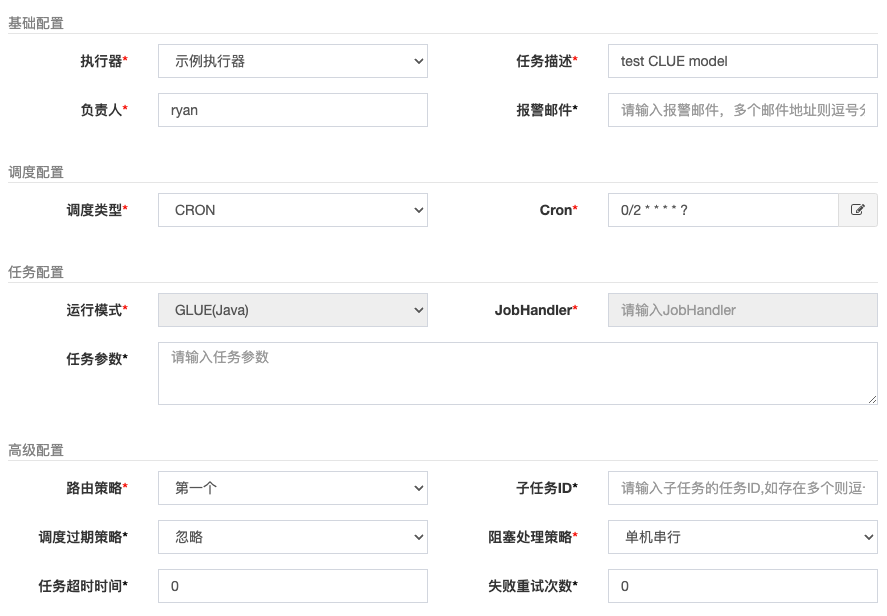 基础配置
执行器* 示例执行器 任务描述* test CLUE model
负责人* ryan 报警邮件* 请输入报警邮件，多个邮件地址则逗号分
调度配置
调度类型* CRON Cron* 0/2 * * * * ?
任务配置
运行模式* GLUE(Java) JobHandler* 请输入JobHandler
任务参数* 请输入任务参数
高级配置
路由策略* 第一个 子任务ID* 请输入子任务的任务ID,如存在多个则逗
调度过期策略* 忽略 阻塞处理策略* 单机串行
任务超时时间* 0 失败重试次数* 0